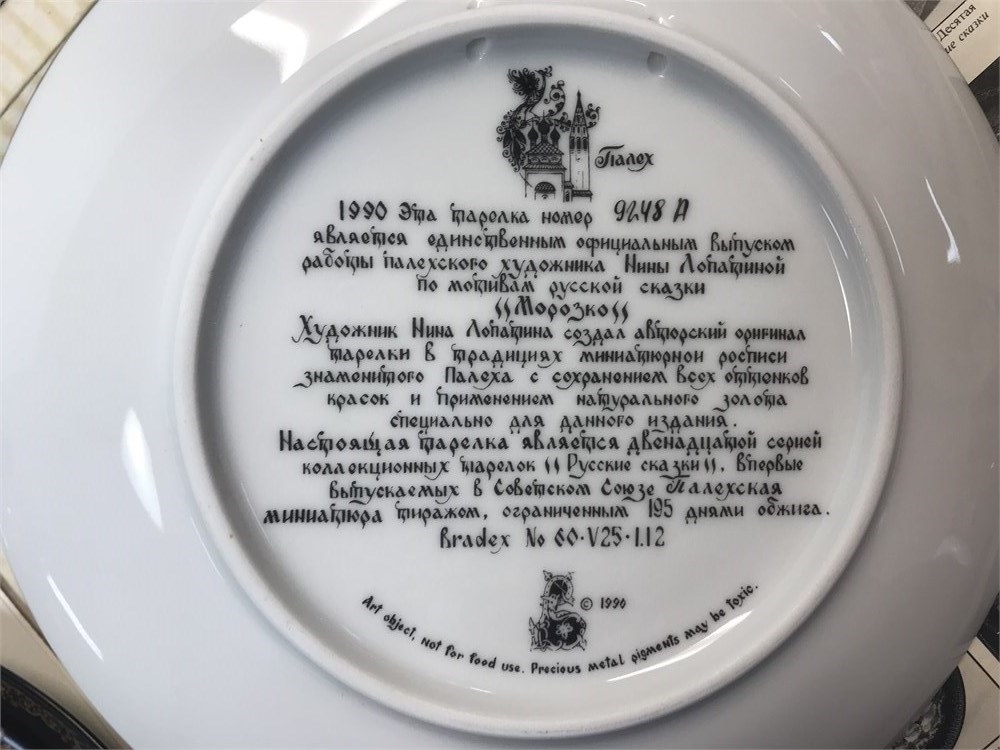 Десятая
ие сказки
Палех
1990 Эта тарелка номер 9248 А
является единственным официальным выпуском
работы палехского художника Нины Лопатиной
по мотивам русской сказки
"Морозко"
Художник Нина Лопатина создал авторский оригинал
тарелки в традициях миниатюрной росписи
знаменитого Палеха с сохранением всех оттенков
красок и применением натурального золота
специально для данного издания.
Настоящая тарелка является двенадцатой серией
коллекционных тарелок "Русские сказки", впервые
выпускаемых в Советском Союзе Палехская
миниатюра тиражом, ограниченным 195 днями обжига.
Bradex No 60·V25·1.12
© 1990
Art object, not for food use. Precious metal pigments may be toxic.